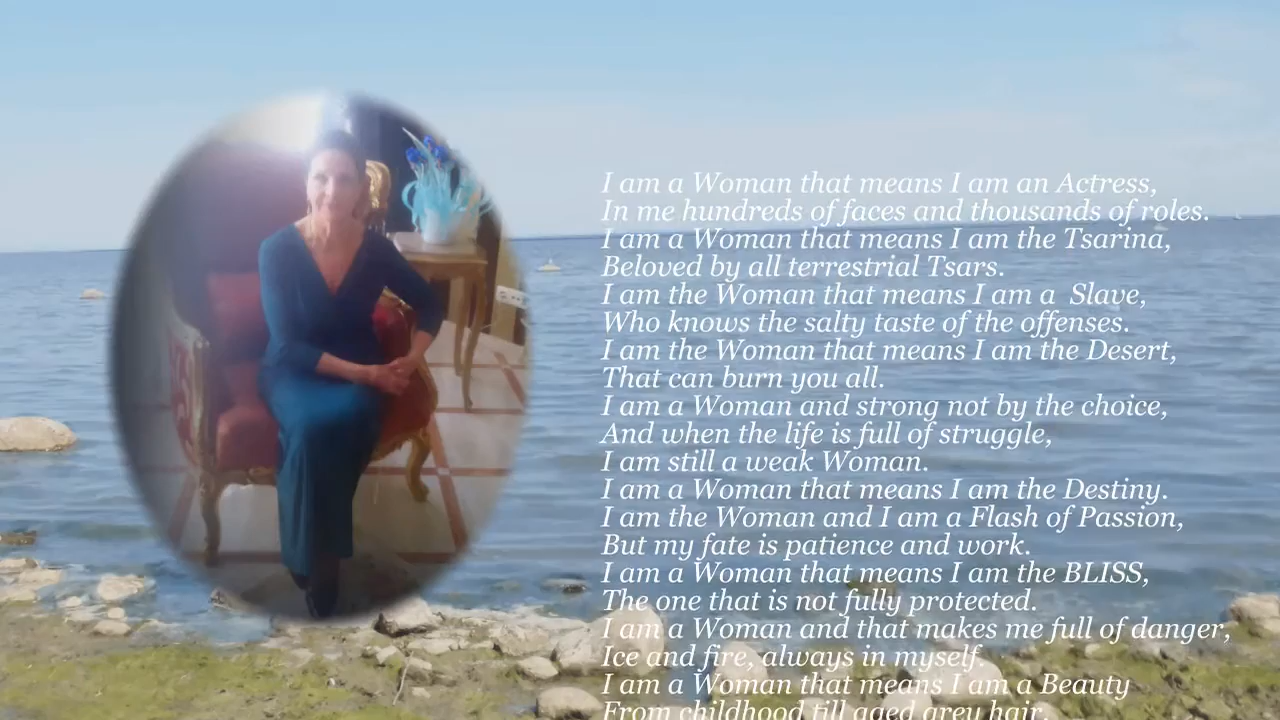 I am a Woman that means I am an Actress,
In me hundreds of faces and thousands of roles.
I am a Woman that means I am the Tsarina,
Beloved by all terrestrial Tsars.
I am the Woman that means I am a  Slave,
Who knows the salty taste of the offenses.
I am the Woman that means I am the Desert,
That can burn you all.
I am a Woman and strong not by the choice,
And when the life is full of struggle,
I am still a weak Woman.
I am a Woman that means I am the Destiny.
I am the Woman and I am a Flash of Passion,
But my fate is patience and work.
I am a Woman that means I am the BLISS,
The one that is not fully protected.
I am a Woman and that makes me full of danger,
Ice and fire, always in myself.
I am a Woman that means I am a Beauty
From childhood till aged grey hair.